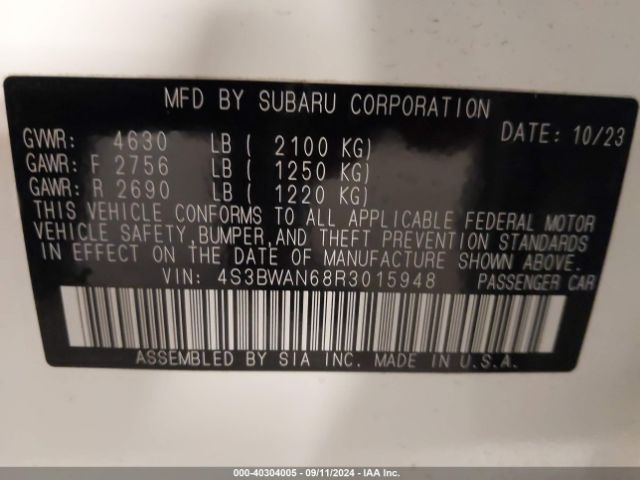 MFD BY SUBARU CORPORATION
GVWR: 4630 LB ( 2100 KG) DATE: 10/23
GAWR: F 2756 LB ( 1250 KG)
GAWR: R 2690 LB ( 1220 KG)
THIS VEHICLE CONFORMS TO ALL APPLICABLE FEDERAL MOTOR
VEHICLE SAFETY,BUMPER,AND THEFT PREVENTION STANDARDS
IN EFFECT ON THE DATE OF MANUFACTURE SHOWN ABOVE.
VIN: 4S3BWAN68R3015948 PASSENGER CAR
ASSEMBLED BY SIA INC. MADE IN U.S.A.
000-40304005 - 09/11/2024 - IAAI.COM